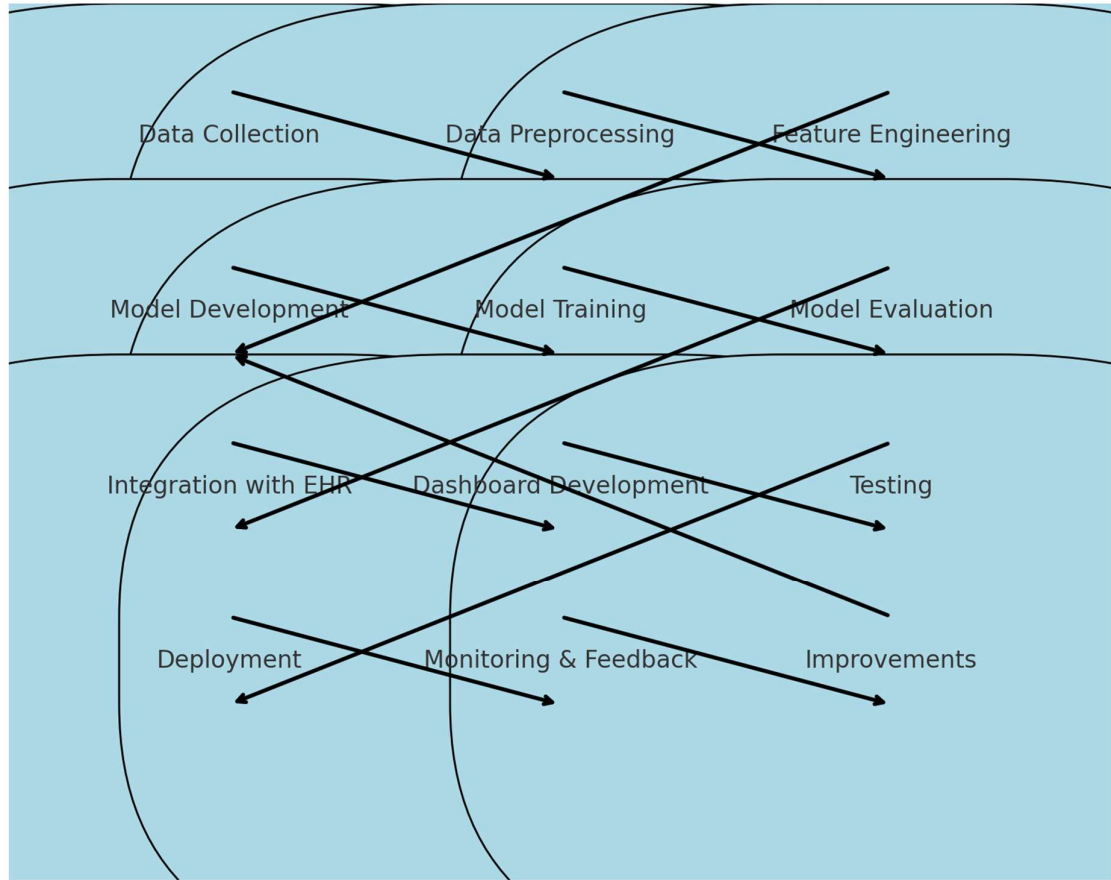 Data Collection
Data Preprocessing
Feature Engineering
Model Development
Model Training
Model Evaluation
Integration with EHR
Dashboard Development
Testing
Deployment
Monitoring & Feedback
Improvements